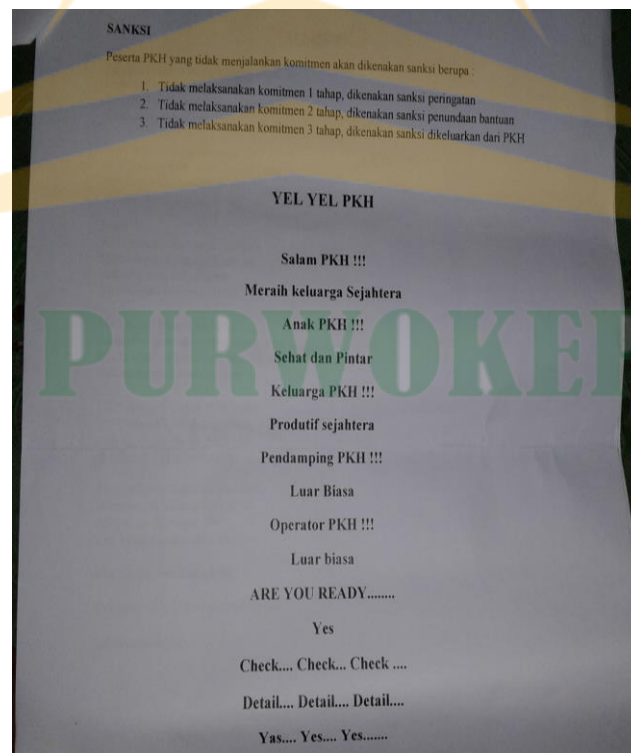 SANKSI
Peserta PKH yang tidak menjalankan komitmen akan dikenakan sanksi berupa :
1. Tidak melaksanakan komitmen 1 tahap, dikenakan sanksi peringatan
2. Tidak melaksanakan komitmen 2 tahap, dikenakan sanksi penundaan bantuan
3. Tidak melaksanakan komitmen 3 tahap, dikenakan sanksi dikeluarkan dari PKH
YEL YEL PKH
Salam PKH !!!
Meraih keluarga Sejahtera
Anak PKH !!!
PURWOKE
Sehat dan Pintar
Keluarga PKH !!!
Produtif sejahtera
Pendamping PKH !!!
Luar Biasa
Operator PKH !!!
Luar biasa
ARE YOU READY........
Yes
Check.... Check... Check ....
Detail.... Detail.... Detail....
Yas.... Yes.... Yes.......